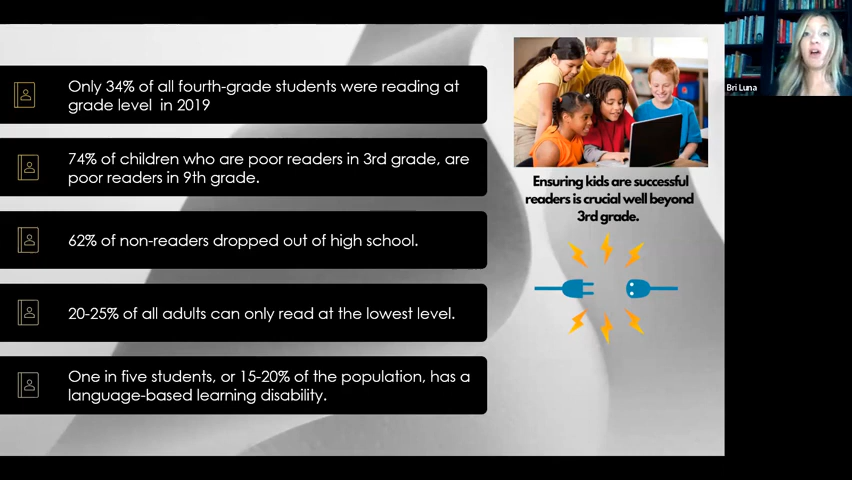 Only 34% of all fourth-grade students were reading at
grade level in 2019
74% of children who are poor readers in 3rd grade, are
poor readers in 9th grade.
62% of non-readers dropped out of high school.
20-25% of all adults can only read at the lowest level.
One in five students, or 15-20% of the population, has a
language-based learning disability.
Ensuring kids are successful
readers is crucial well beyond
3rd grade.
Bri Luna